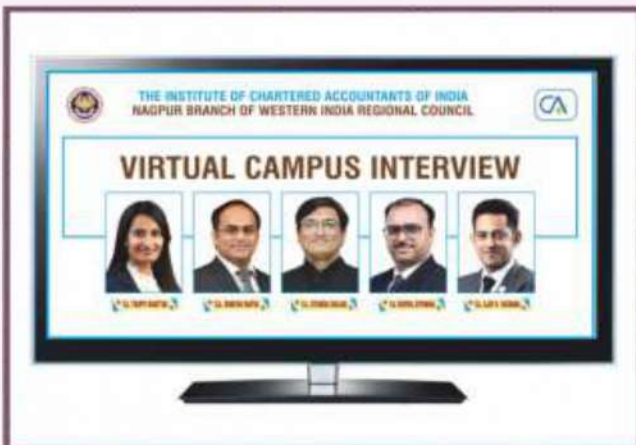 THE INSTITUTE OF CHARTERED ACCOUNTANTS OF INDIA
NAGPUR BRANCH OF WESTERN INDIA REGIONAL COUNCIL
CA
VIRTUAL CAMPUS INTERVIEW